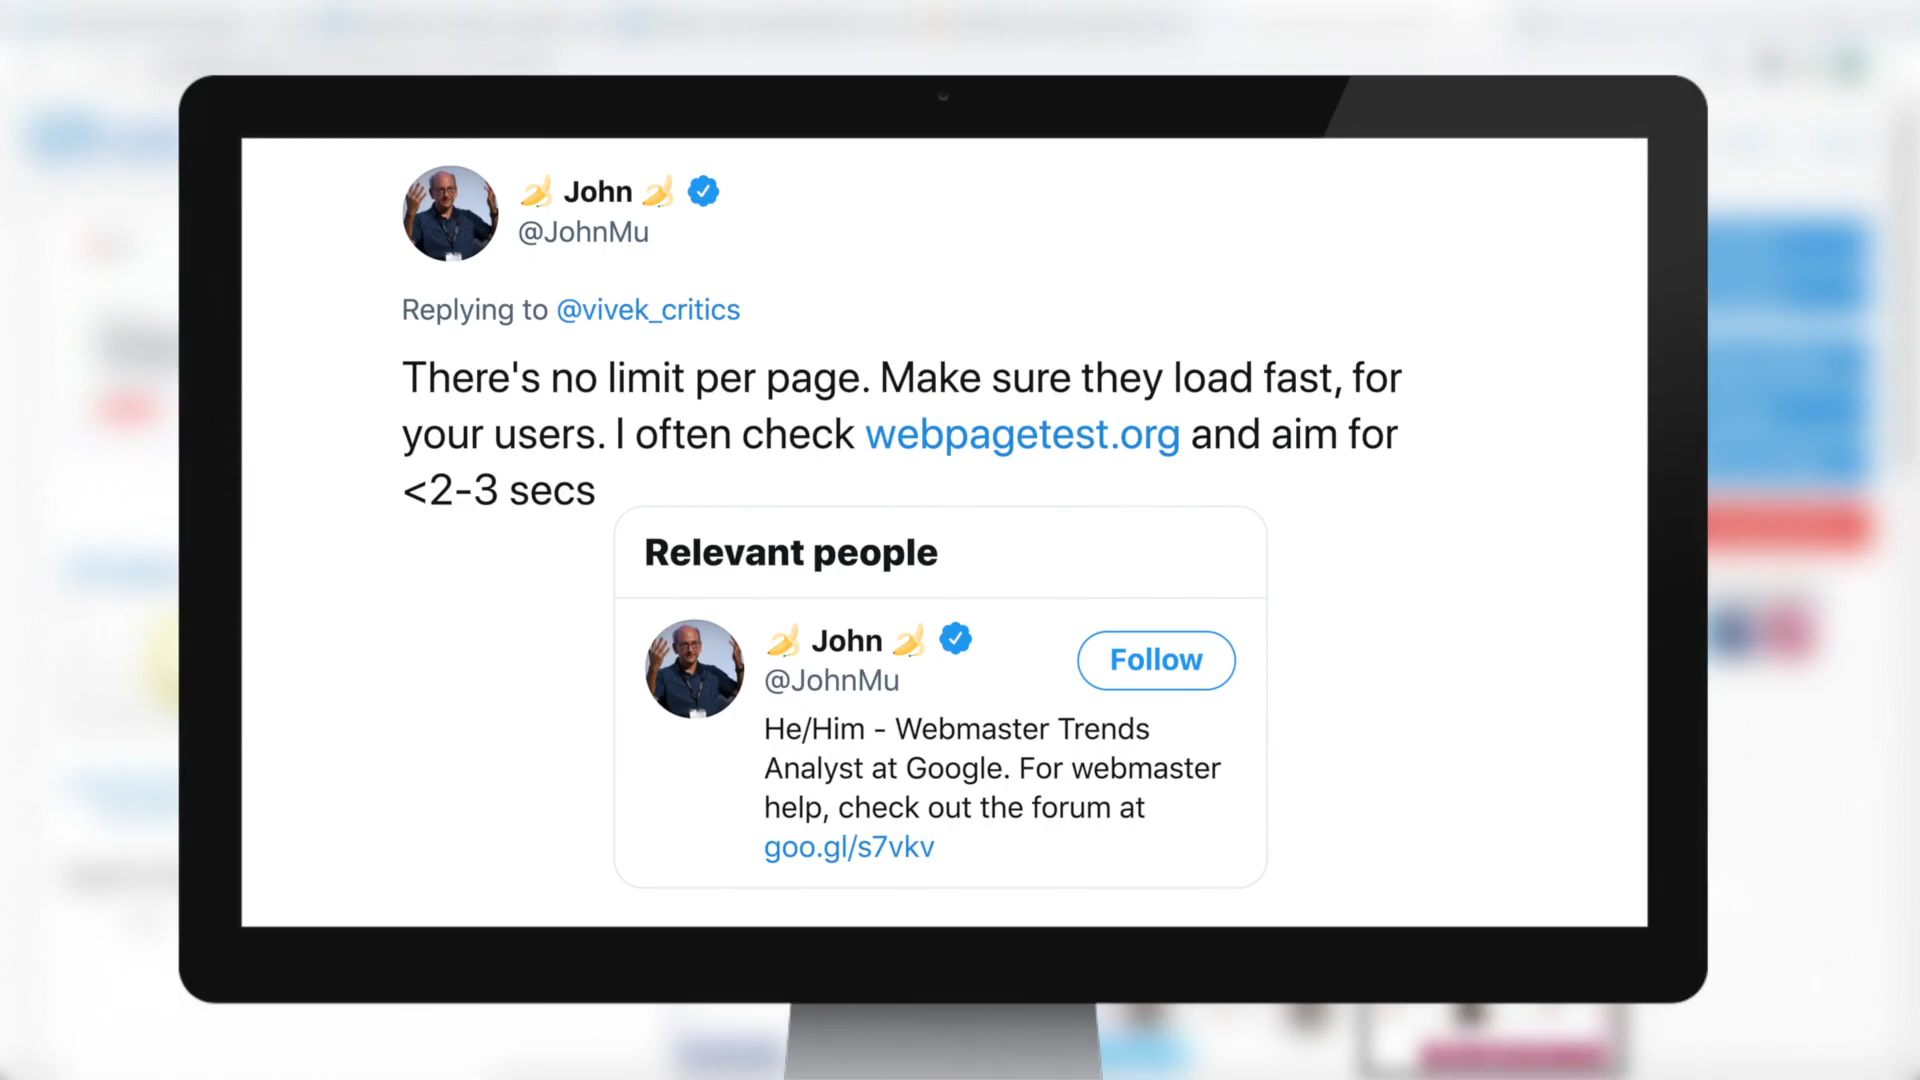 🍌 John 🍌
@JohnMu
Replying to @vivek_critics
There's no limit per page. Make sure they load fast, for
your users. I often check webpagetest.org and aim for
<2-3 secs
Relevant people
🍌 John 🍌
@JohnMu
Follow
He/Him - Webmaster Trends
Analyst at Google. For webmaster
help, check out the forum at
goo.gl/s7vkv